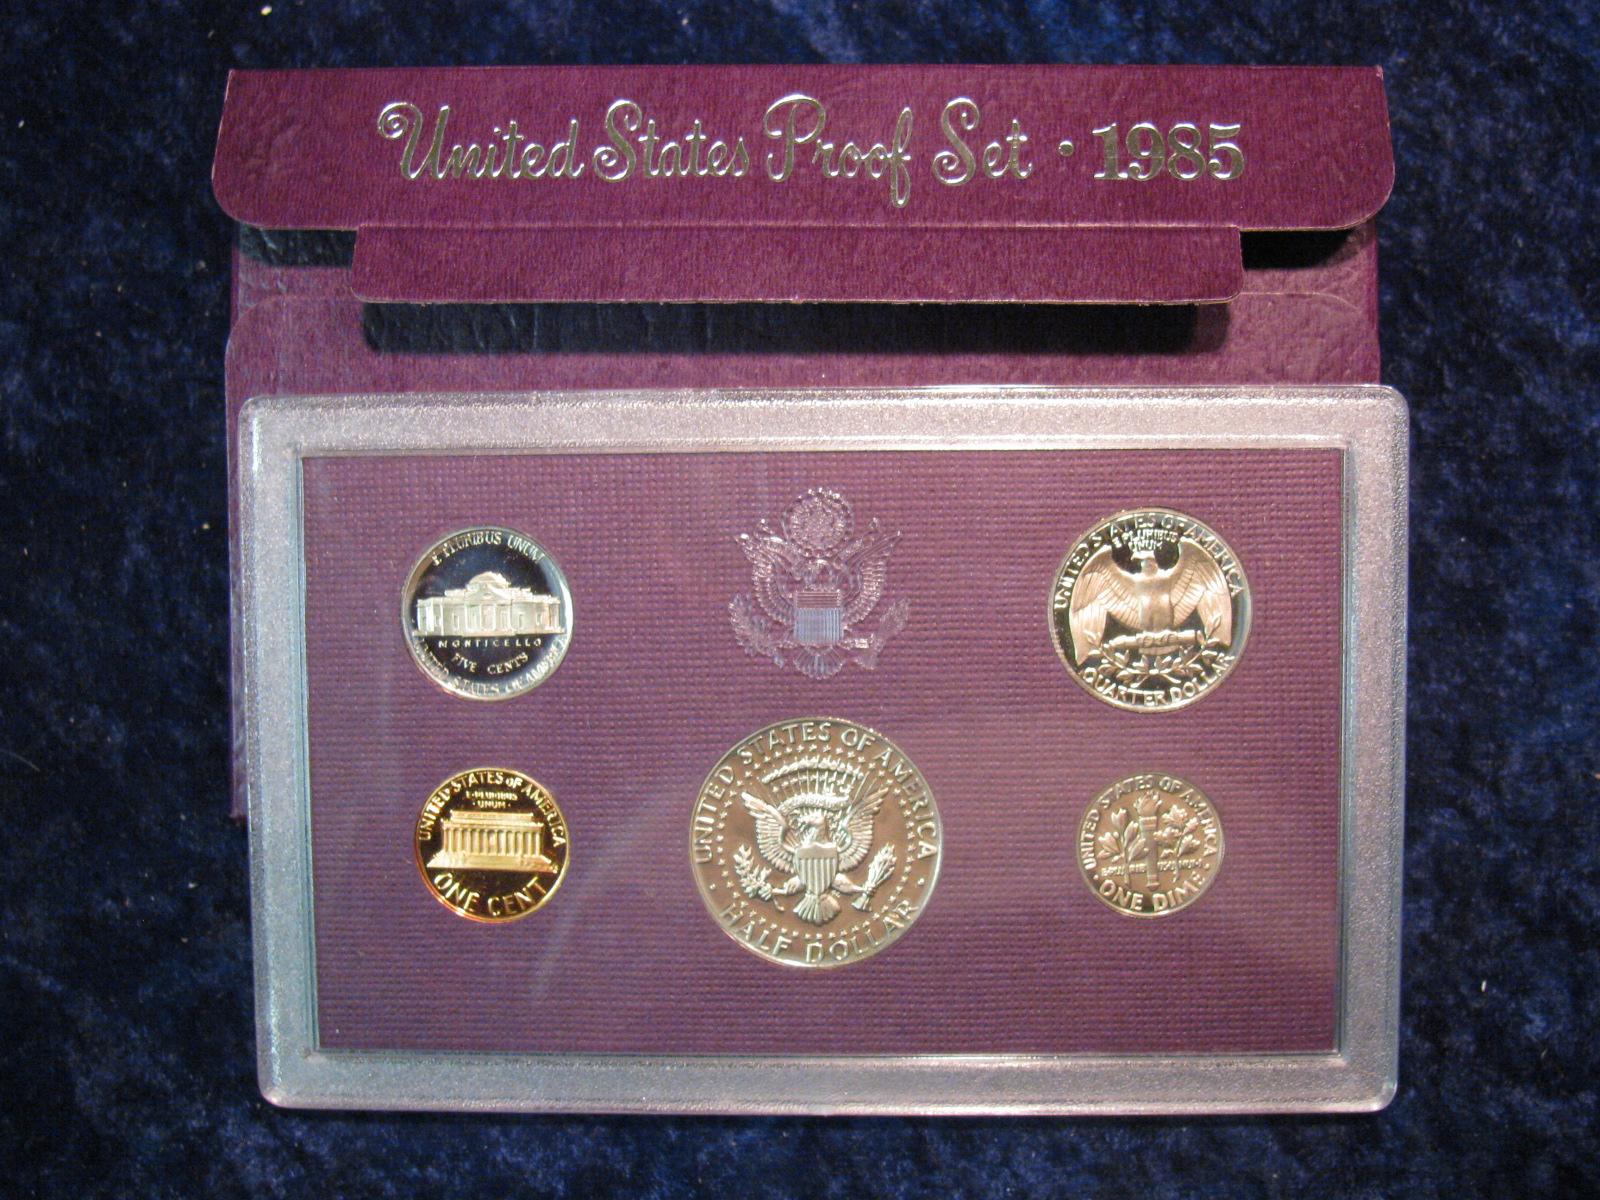 United States Proof Set • 1985
E PLURIBUS UNUM
MONTICELLO
FIVE CENTS
UNITED STATES OF AMERICA
UNITED STATES OF AMERICA
E PLURIBUS
UNUM
QUARTER DOLLAR
UNITED STATES OF AMERICA
E·PLURIBUS
·UNUM·
ONE CENT
UNITED STATES OF AMERICA
HALF DOLLAR
UNITED STATES OF AMERICA
ONE DIME